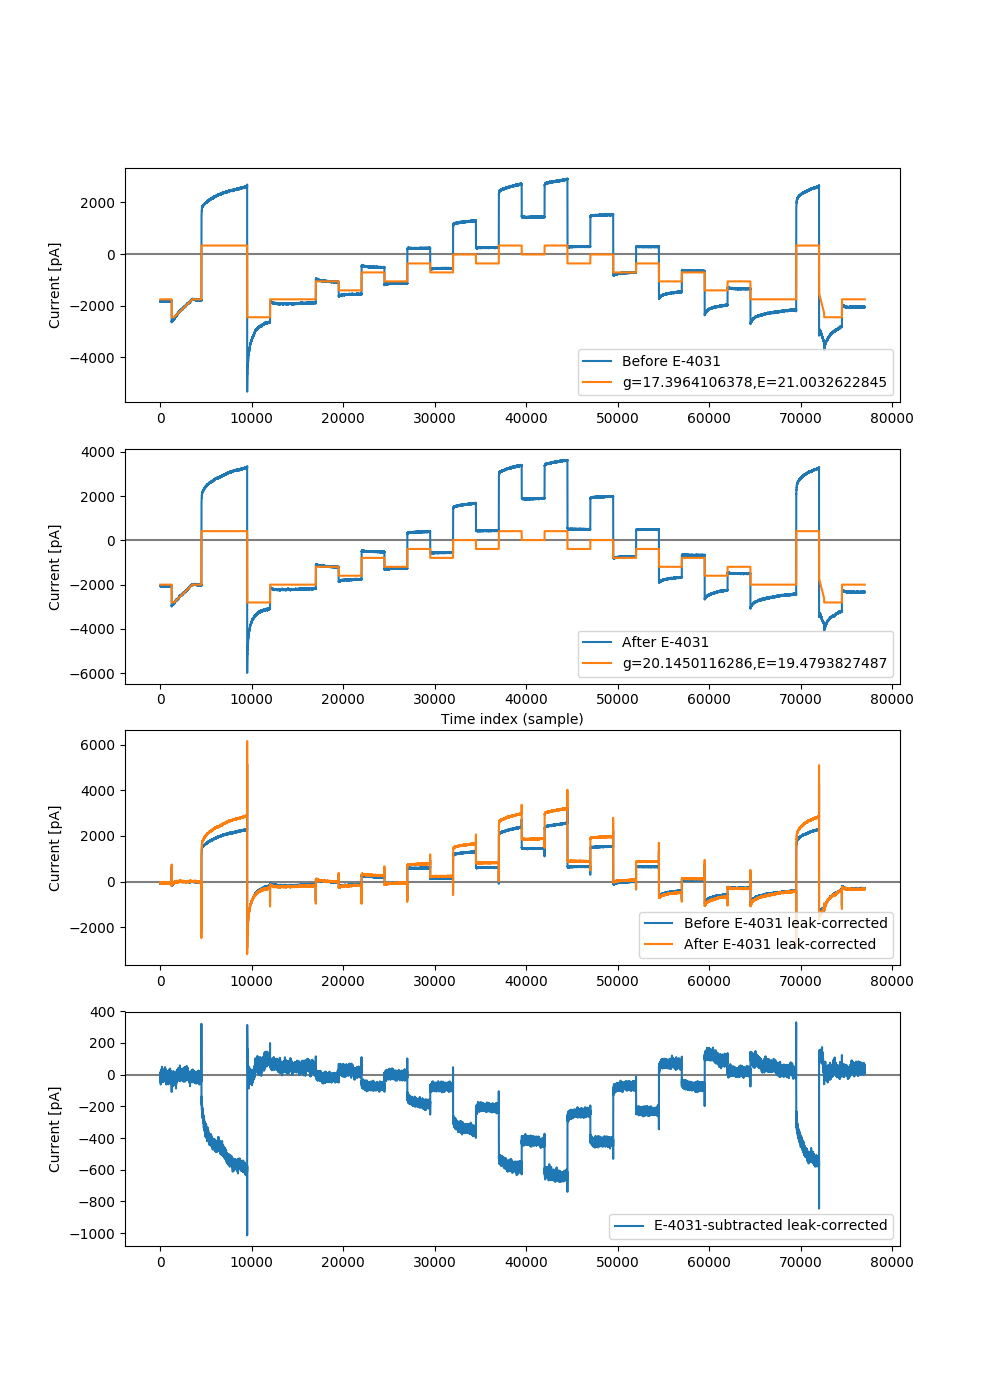 2000
0
−2000
−4000
Current [pA]
Before E-4031
g=17.3964106378,E=21.0032622845
0 10000 20000 30000 40000 50000 60000 70000 80000
4000
2000
0
−2000
−4000
−6000
Current [pA]
After E-4031
g=20.1450116286,E=19.4793827487
0 10000 20000 30000 40000 50000 60000 70000 80000
Time index (sample)
6000
4000
2000
0
−2000
Current [pA]
Before E-4031 leak-corrected
After E-4031 leak-corrected
0 10000 20000 30000 40000 50000 60000 70000 80000
400
200
0
−200
−400
−600
−800
−1000
Current [pA]
E-4031-subtracted leak-corrected
0 10000 20000 30000 40000 50000 60000 70000 80000